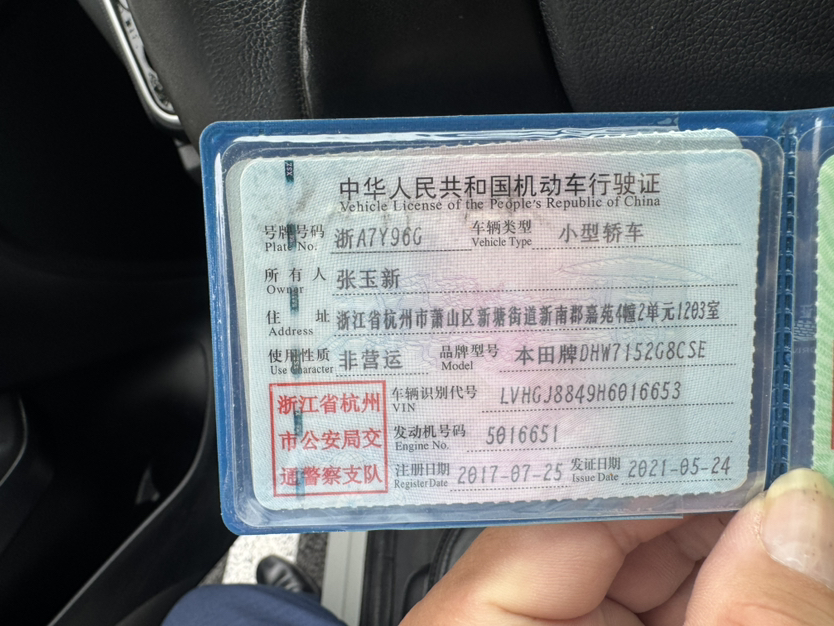 中华人民共和国机动车行驶证
Vehicle License of the People's Republic of China
号牌号码 浙A7Y96G 车辆类型 小型轿车
Plate No. Vehicle Type
所有人 张玉新
Owner
住址 浙江省杭州市萧山区新塘街道新南郡嘉苑4幢2单元1203室
Address
使用性质 非营运 品牌型号 本田牌DHW7152G8CSE
Use Character Model
浙江省杭州
市公安局交
通警察支队
车辆识别代号 LVHGJ8849H6016653
VIN
发动机号码 5016651
Engine No.
注册日期 2017-07-25 发证日期 2021-05-24
Register Date Issue Date